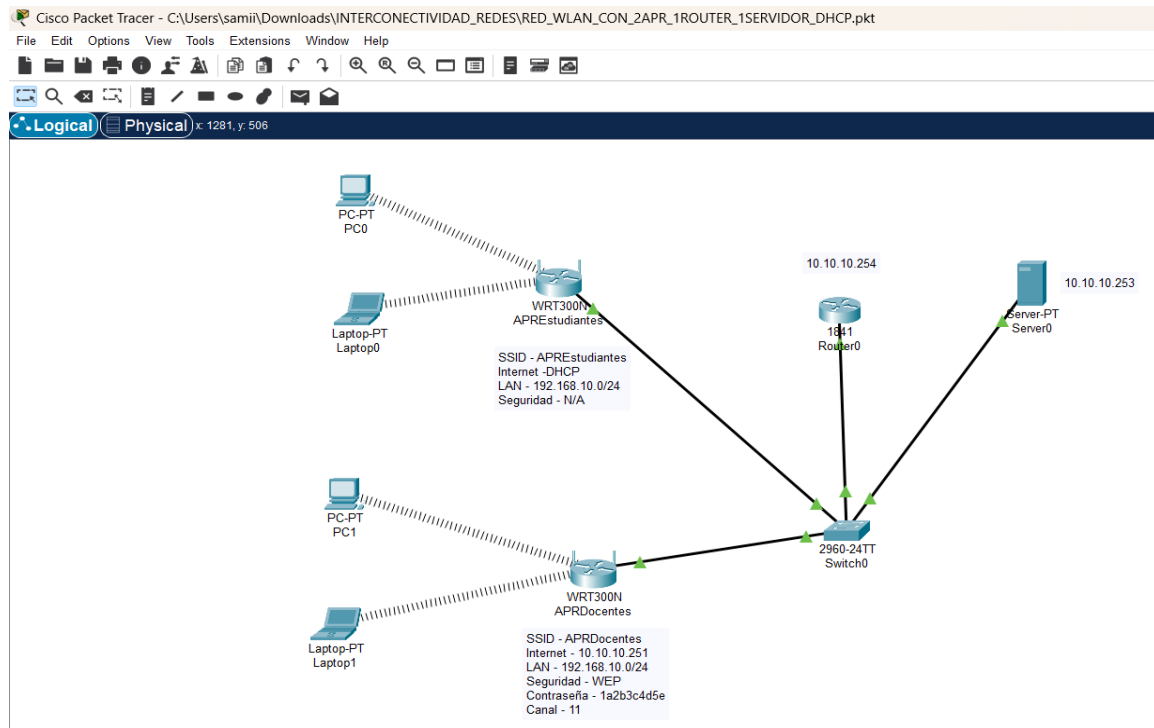 Cisco Packet Tracer - C:\Users\samii\Downloads\INTERCONECTIVIDAD_REDES\RED_WLAN_CON_2APR_1ROUTER_1SERVIDOR_DHCP.pkt
File Edit Options View Tools Extensions Window Help
Logical Physical x: 1281, y: 506
PC-PT
PC0
Laptop-PT
Laptop0
WRT300N
APREstudiantes
SSID - APREstudiantes
Internet -DHCP
LAN - 192.168.10.0/24
Seguridad - N/A
10.10.10.254
1841
Router0
10.10.10.253
Server-PT
Server0
PC-PT
PC1
Laptop-PT
Laptop1
WRT300N
APRDocentes
SSID - APRDocentes
Internet - 10.10.10.251
LAN - 192.168.10.0/24
Seguridad - WEP
Contraseña - 1a2b3c4d5e
Canal - 11
2960-24TT
Switch0